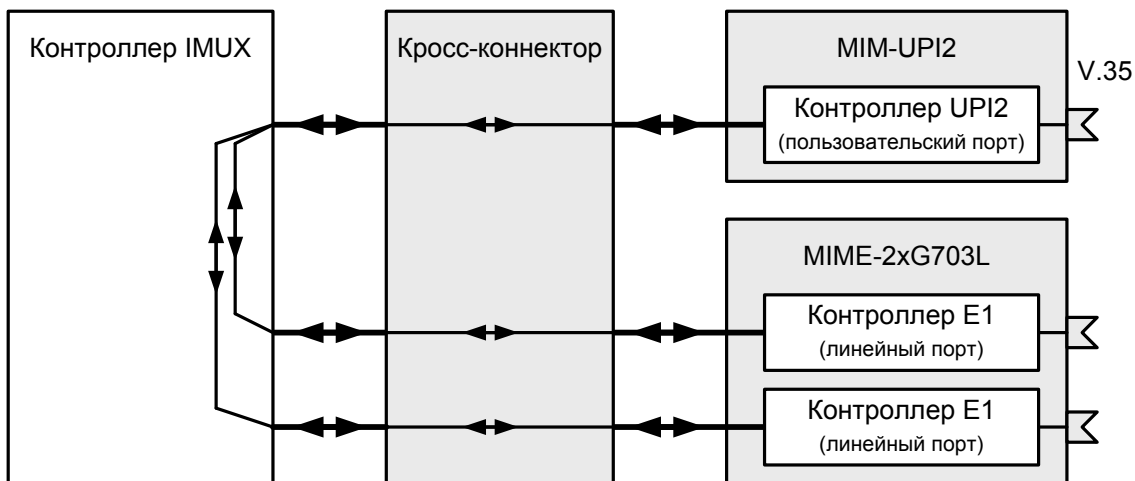 Контроллер IMUX
Кросс-коннектор
MIM-UPI2
V.35
Контроллер UPI2
(пользовательский порт)
MIME-2xG703L
Контроллер E1
(линейный порт)
Контроллер E1
(линейный порт)